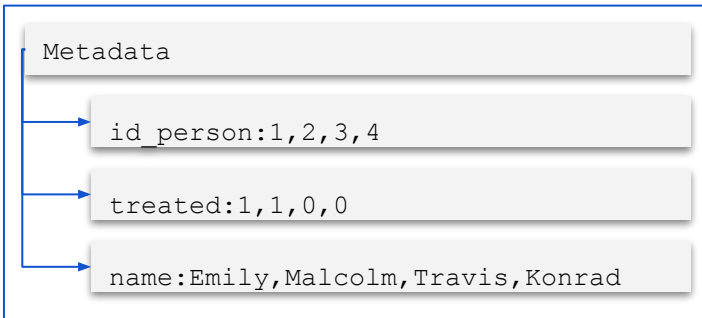 Metadata
id_person:1,2,3,4
treated:1,1,0,0
name:Emily,Malcolm,Travis,Konrad